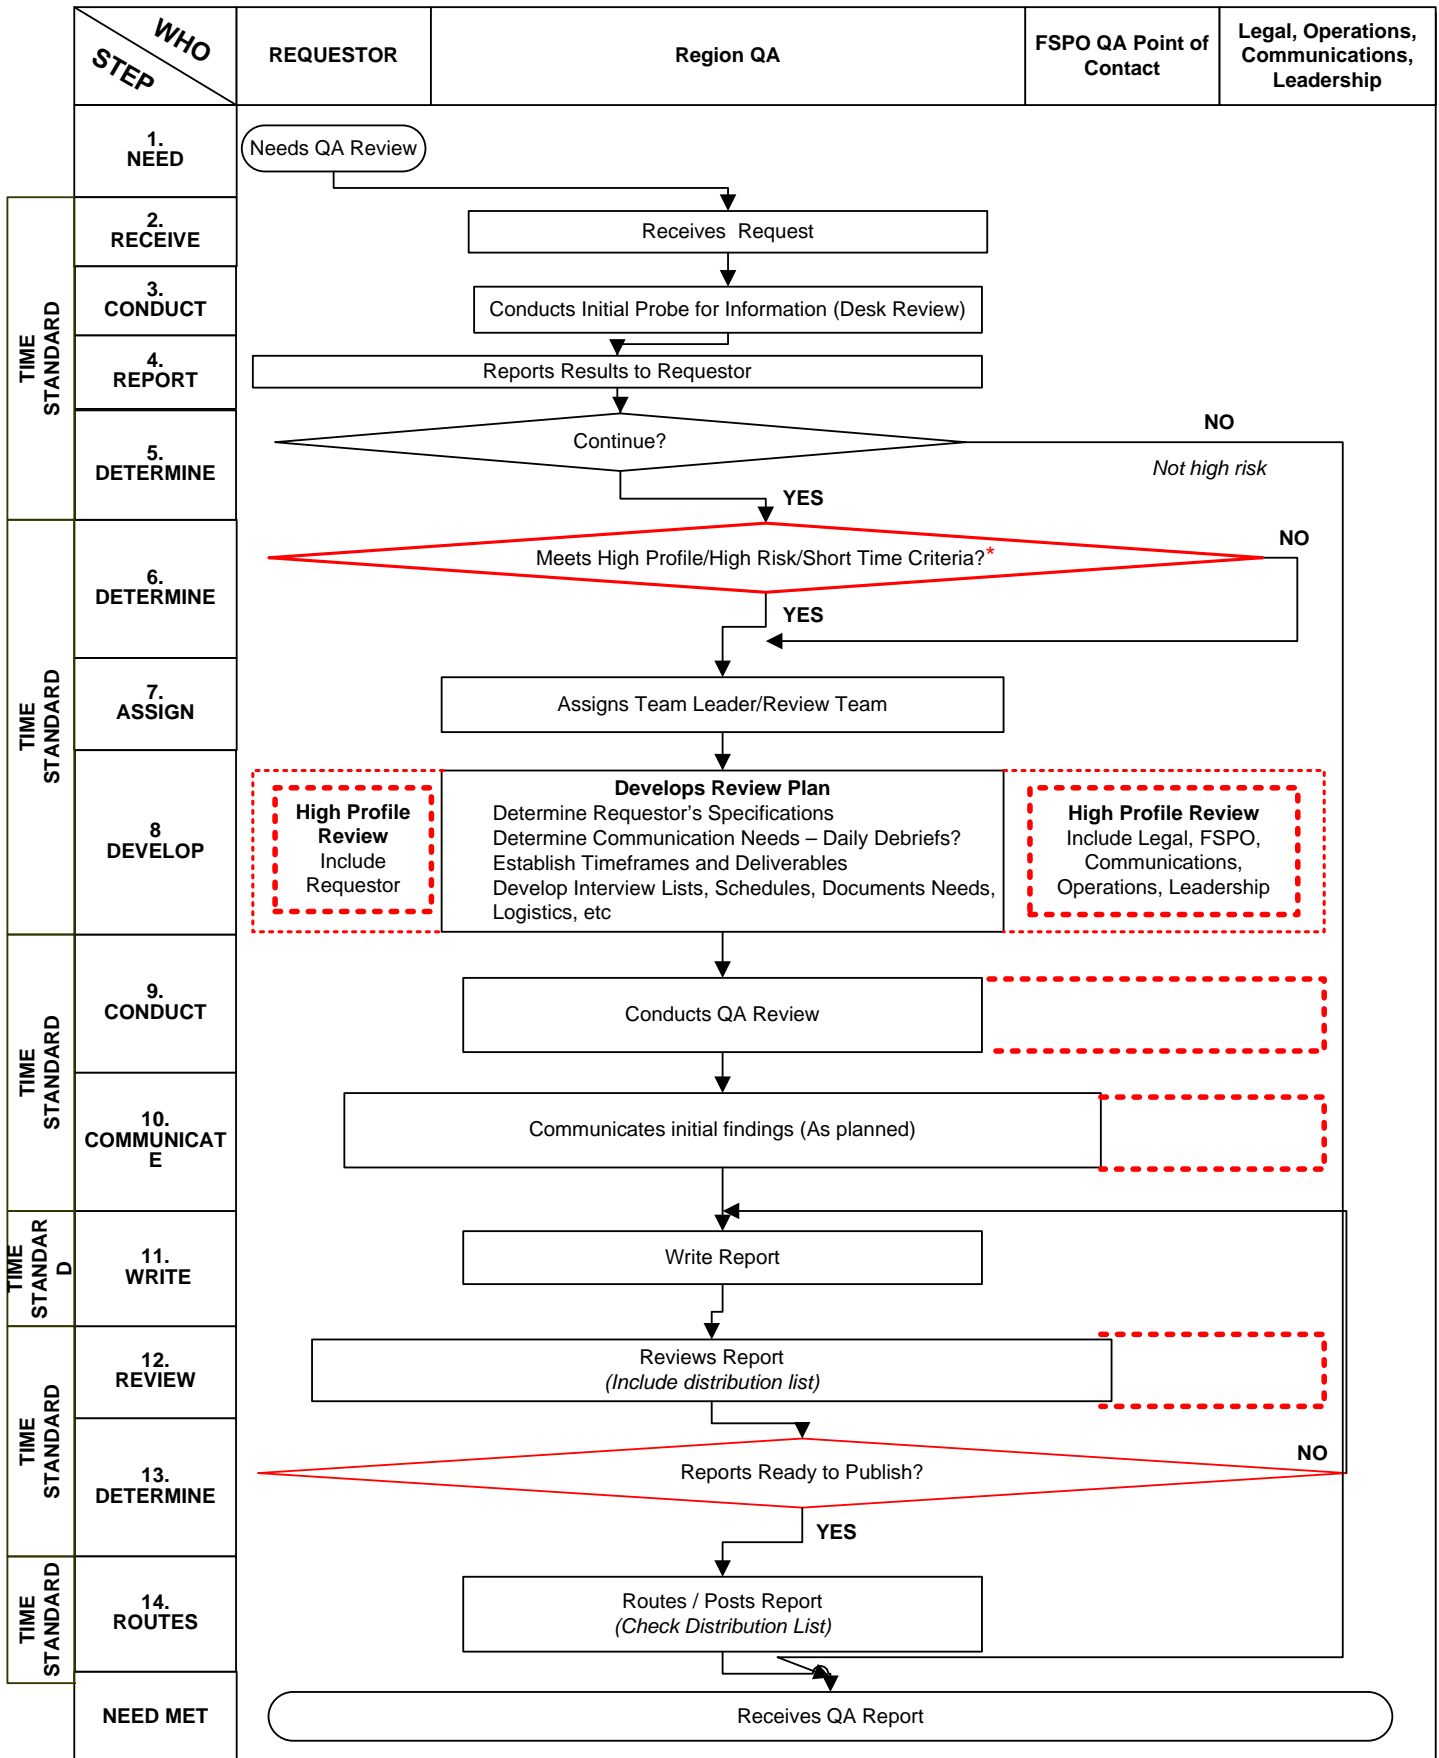 WHO
STEP
REQUESTOR
Region QA
FSPO QA Point of
Contact
Legal, Operations,
Communications,
Leadership
1.
NEED
Needs QA Review
TIME
STANDARD
2.
RECEIVE
Receives  Request
3.
CONDUCT
Conducts Initial Probe for Information (Desk Review)
4.
REPORT
Reports Results to Requestor
5.
DETERMINE
Continue?
NO
Not high risk
YES
TIME
STANDARD
6.
DETERMINE
Meets High Profile/High Risk/Short Time Criteria?*
NO
YES
7.
ASSIGN
Assigns Team Leader/Review Team
8
DEVELOP
High Profile
Review
Include
Requestor
Develops Review Plan
Determine Requestor's Specifications
Determine Communication Needs – Daily Debriefs?
Establish Timeframes and Deliverables
Develop Interview Lists, Schedules, Documents Needs,
Logistics, etc
High Profile Review
Include Legal, FSPO,
Communications,
Operations, Leadership
TIME
STANDARD
9.
CONDUCT
Conducts QA Review
10.
COMMUNICAT
E
Communicates initial findings (As planned)
TIME
STANDAR
D
11.
WRITE
Write Report
TIME
STANDARD
12.
REVIEW
Reviews Report
(Include distribution list)
13.
DETERMINE
Reports Ready to Publish?
NO
YES
TIME
STANDARD
14.
ROUTES
Routes / Posts Report
(Check Distribution List)
NEED MET
Receives QA Report